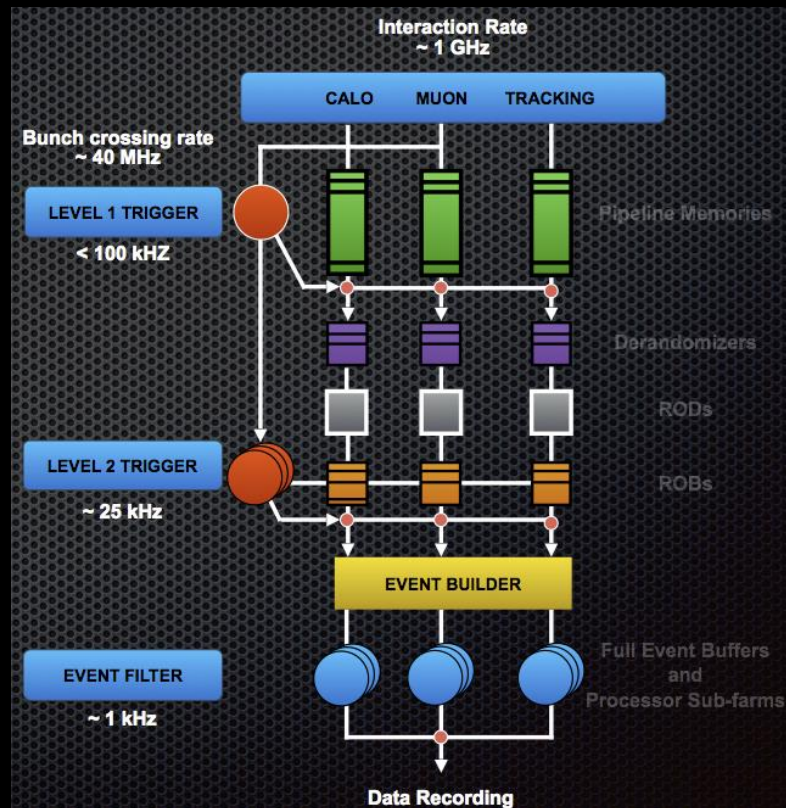 Interaction Rate
~ 1 GHz
CALO MUON TRACKING
Bunch crossing rate
~ 40 MHz
LEVEL 1 TRIGGER
< 100 kHZ
Pipeline Memories
Derandomizers
RODs
LEVEL 2 TRIGGER
~ 25 kHz
ROBs
EVENT BUILDER
EVENT FILTER
~ 1 kHz
Full Event Buffers
and
Processor Sub-farms
Data Recording